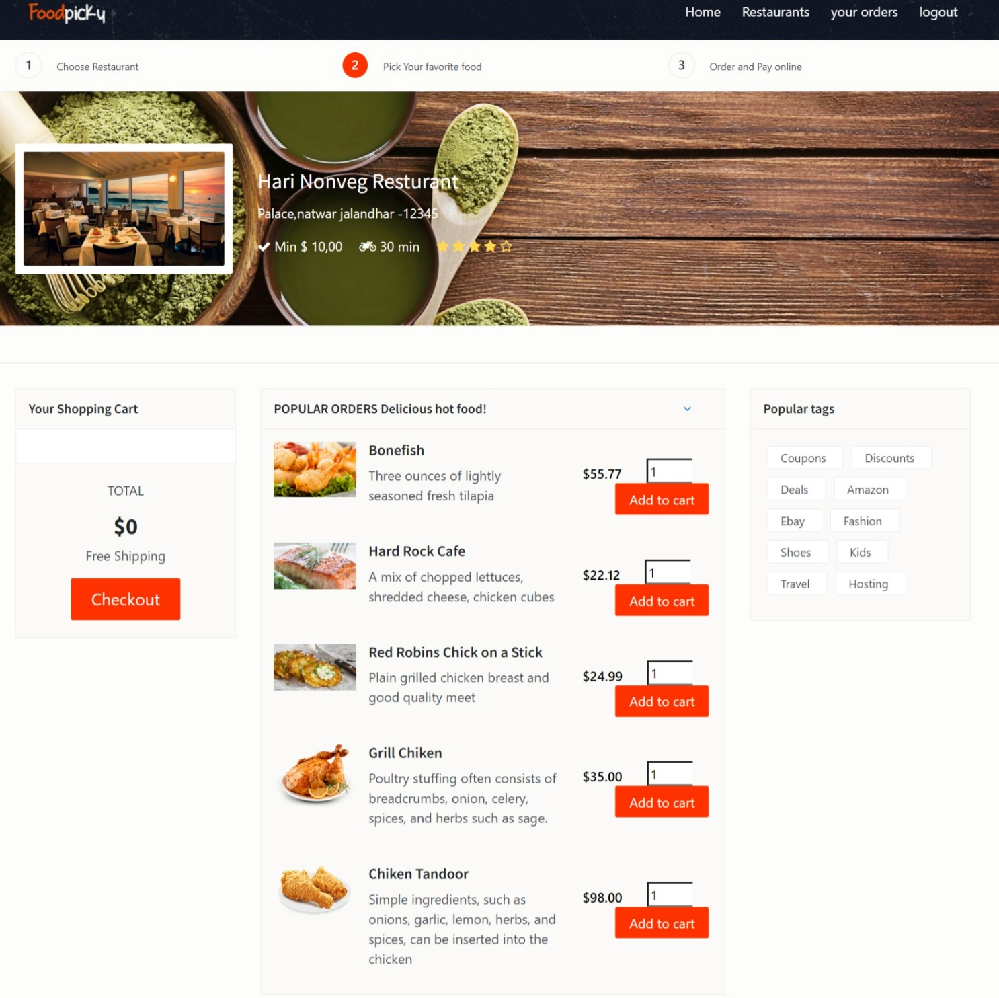 Foodpicky
Home Restaurants your orders logout
1 Choose Restaurant
2 Pick Your favorite food
3 Order and Pay online
Hari Nonveg Resturant
Palace,natwar jalandhar -12345
Min $ 10,00 30 min
Your Shopping Cart
TOTAL
$0
Free Shipping
Checkout
POPULAR ORDERS Delicious hot food!
Bonefish
Three ounces of lightly
seasoned fresh tilapia
$55.77 1
Add to cart
Hard Rock Cafe
A mix of chopped lettuces,
shredded cheese, chicken cubes
$22.12 1
Add to cart
Red Robins Chick on a Stick
Plain grilled chicken breast and
good quality meet
$24.99 1
Add to cart
Grill Chiken
Poultry stuffing often consists of
breadcrumbs, onion, celery,
spices, and herbs such as sage.
$35.00 1
Add to cart
Chiken Tandoor
Simple ingredients, such as
onions, garlic, lemon, herbs, and
spices, can be inserted into the
chicken
$98.00 1
Add to cart
Popular tags
Coupons Discounts
Deals Amazon
Ebay Fashion
Shoes Kids
Travel Hosting